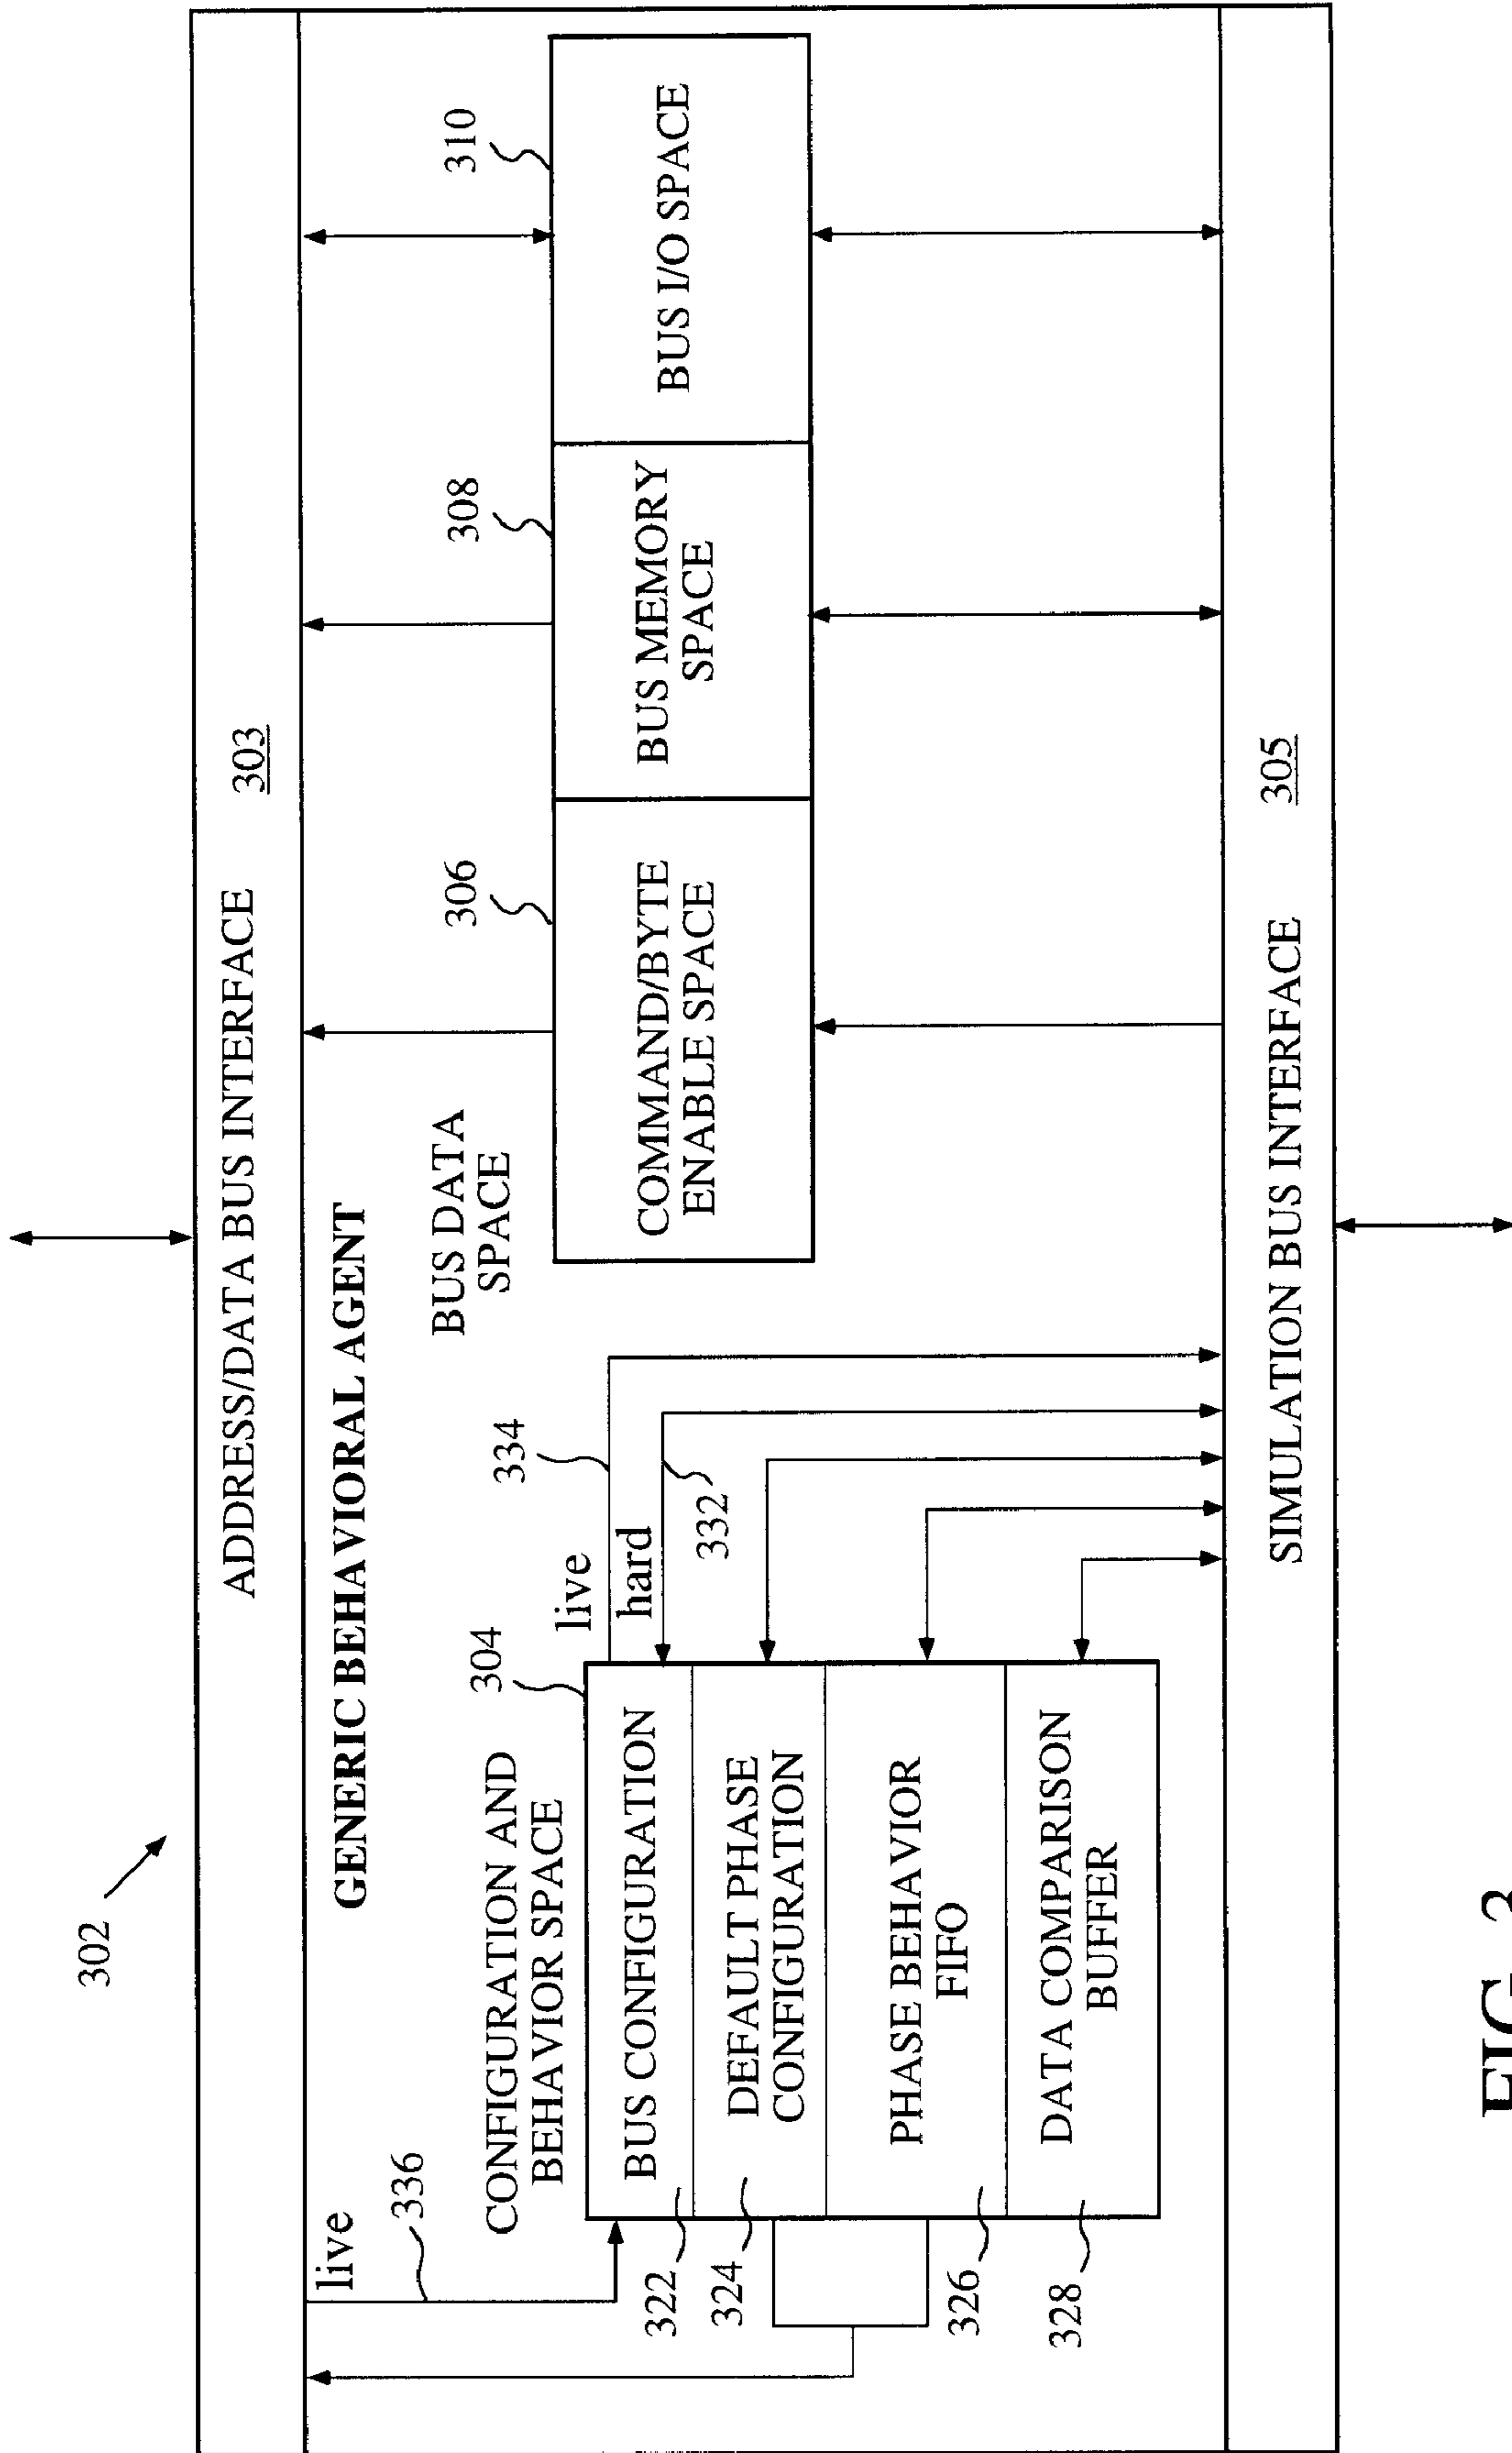 302
ADDRESS/DATA BUS INTERFACE 303
GENERIC BEHAVIORAL AGENT
live
336
CONFIGURATION AND
BEHAVIOR SPACE
304
BUS CONFIGURATION
DEFAULT PHASE
CONFIGURATION
PHASE BEHAVIOR
FIFO
DATA COMPARISON
BUFFER
322
324
326
328
live
hard
334
332
BUS DATA
SPACE
306
308
310
COMMAND/BYTE
ENABLE SPACE
BUS MEMORY
SPACE
BUS I/O SPACE
SIMULATION BUS INTERFACE 305